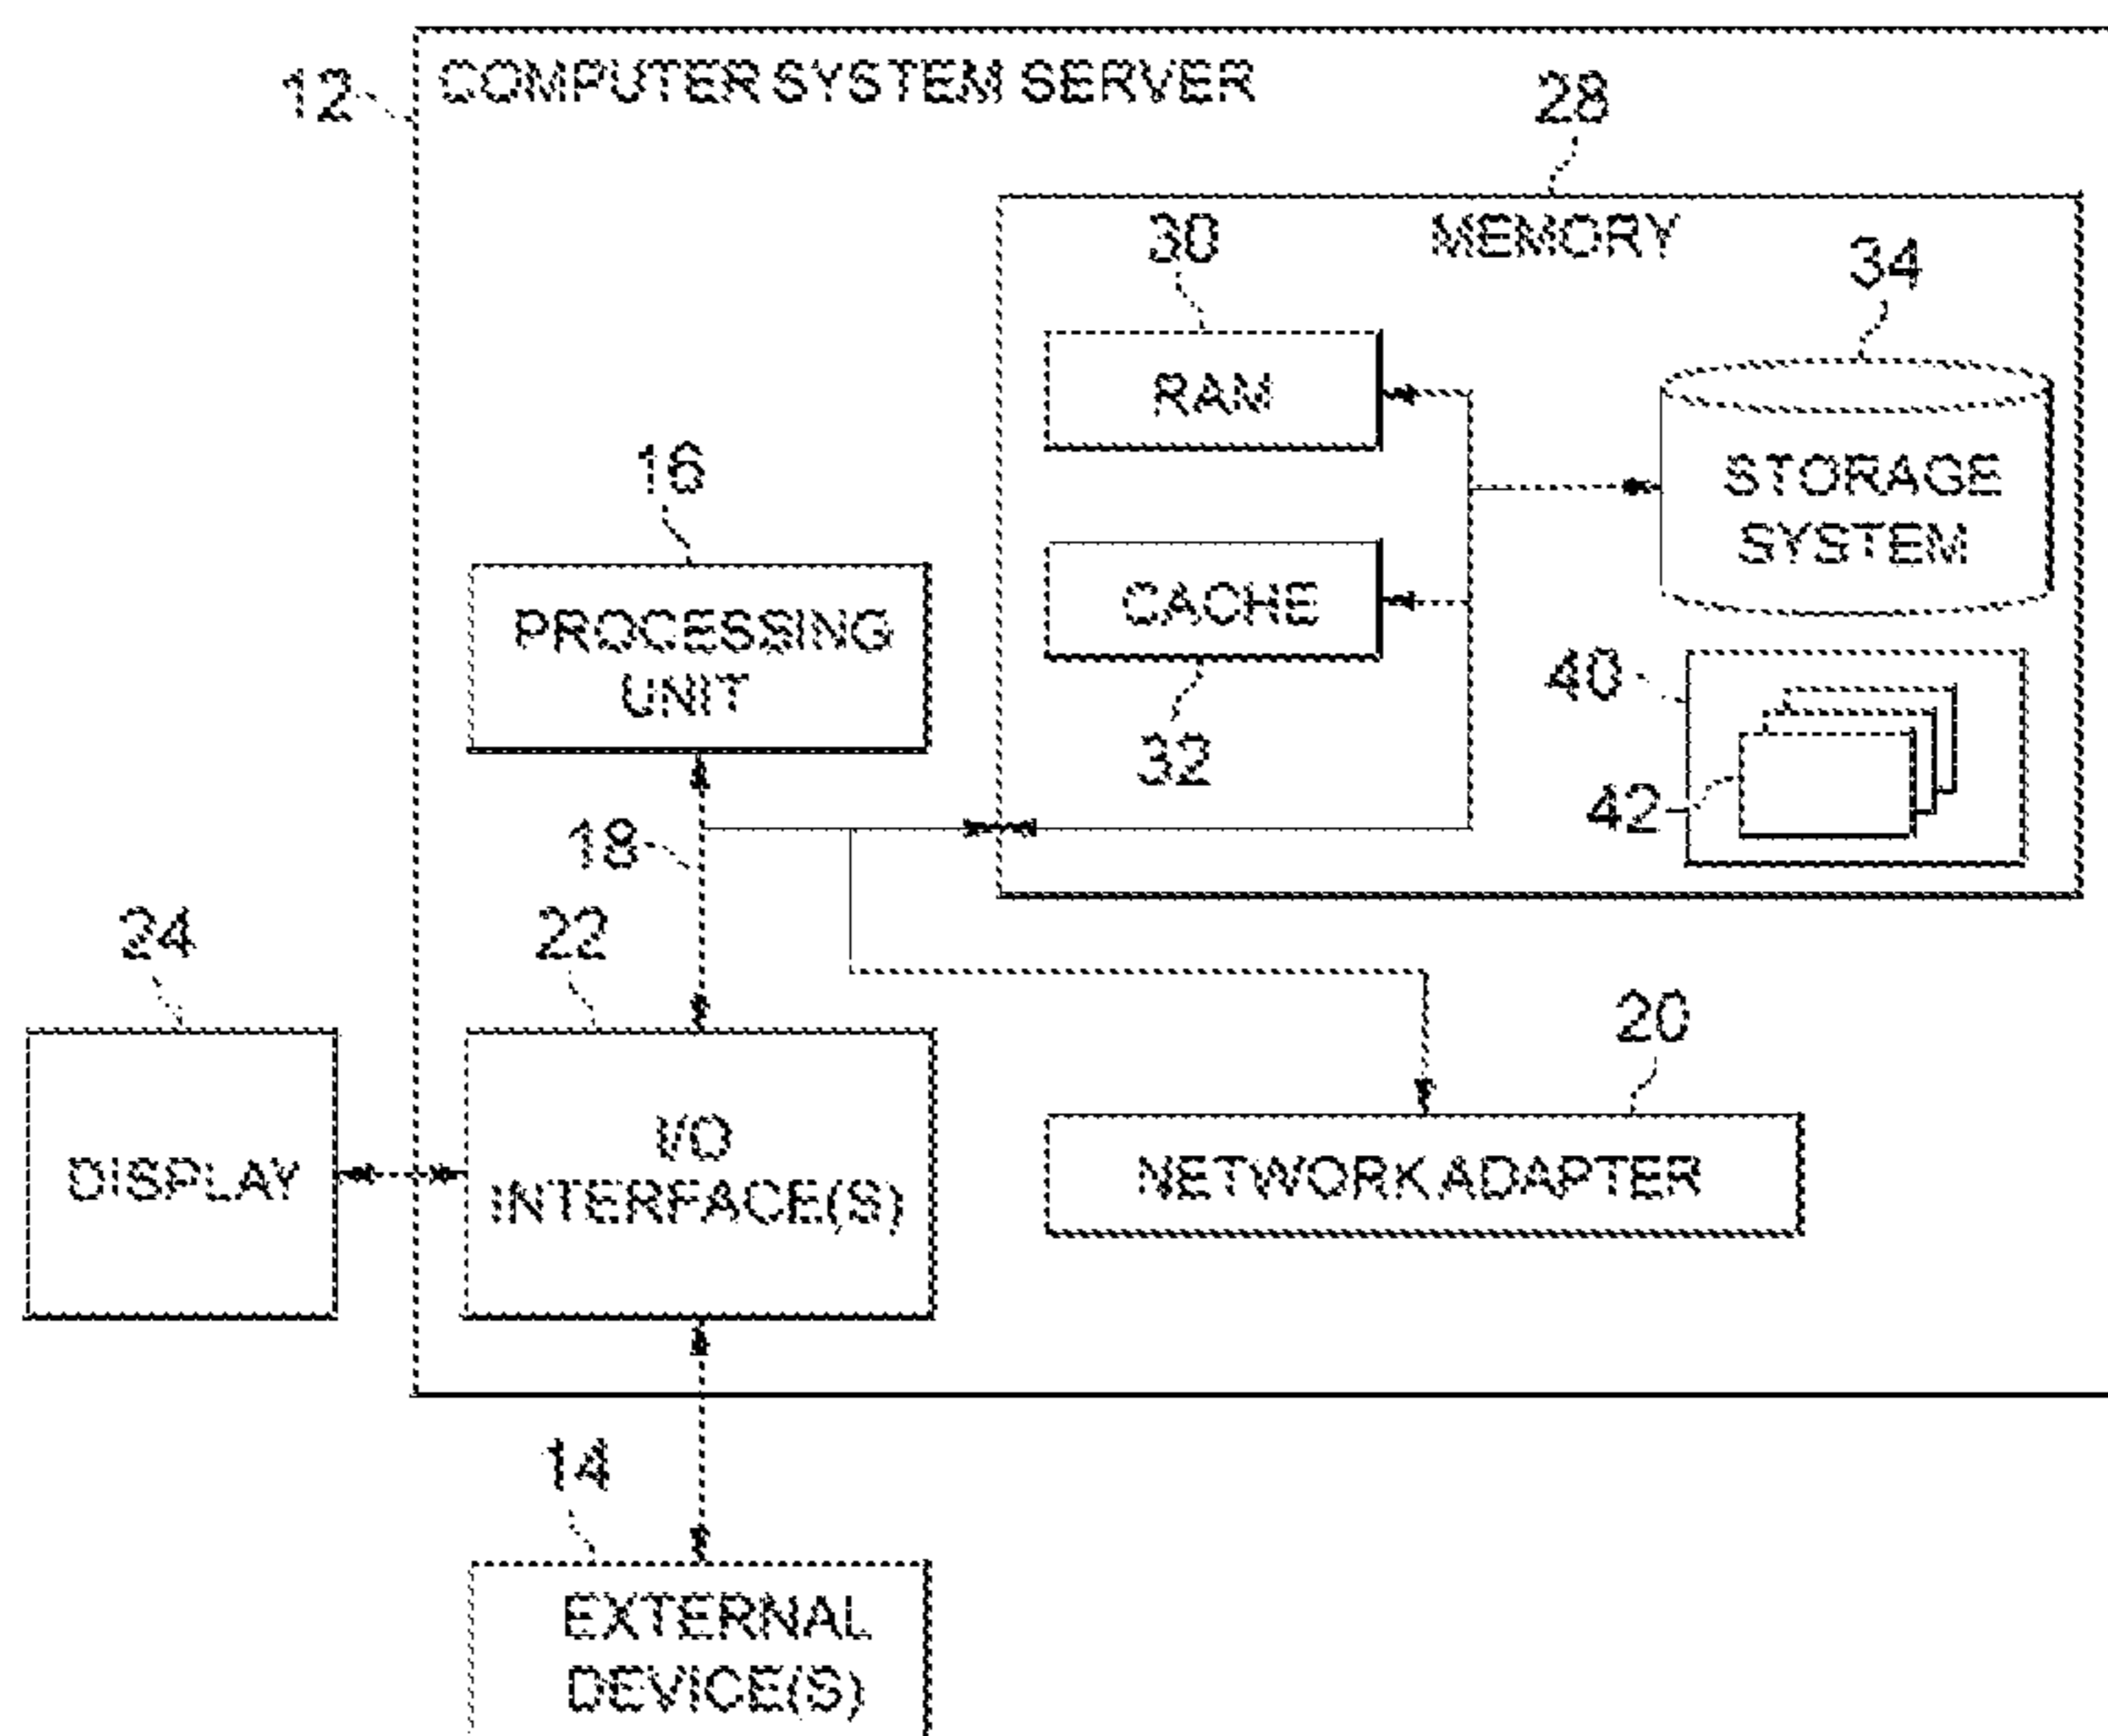 12
COMPUTER SYSTEM SERVER
28
MEMORY
30
34
RAM
STORAGE
SYSTEM
16
PROCESSING
UNIT
CACHE
32
40
42
18
22
24
20
DISPLAY
I/O
INTERFACE(S)
NETWORK ADAPTER
14
EXTERNAL
DEVICE(S)